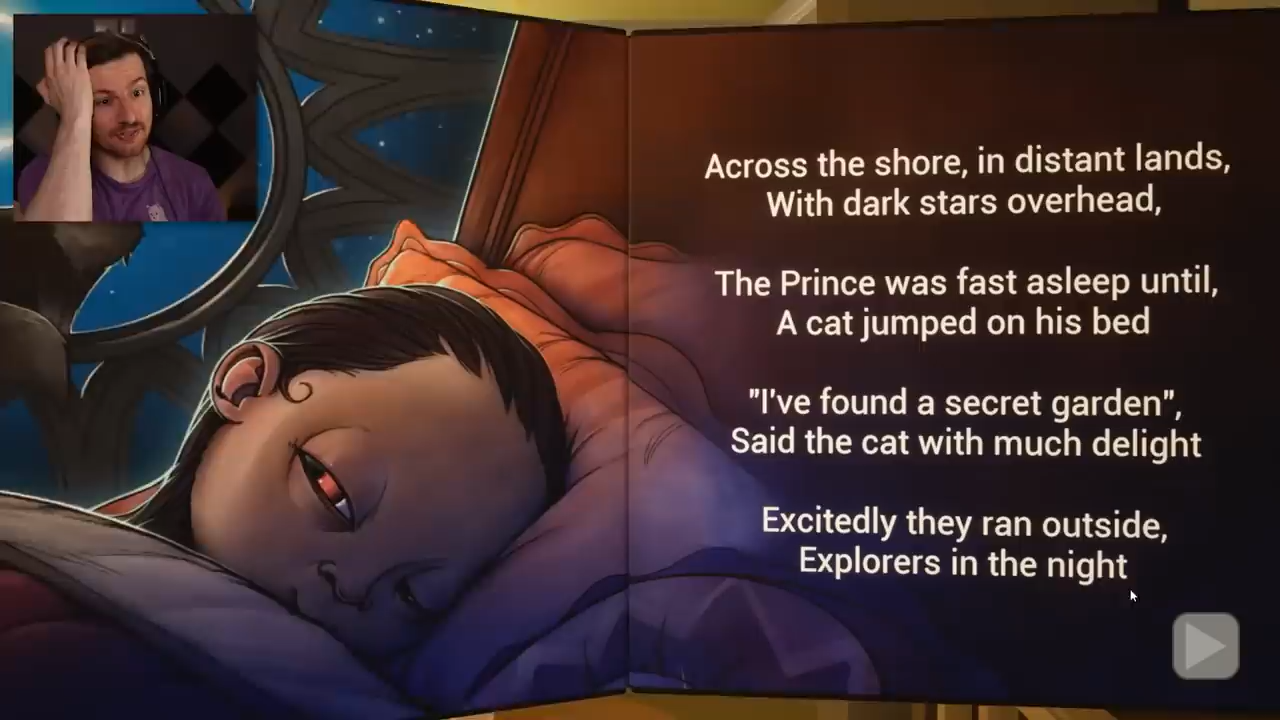 Across the shore, in distant lands,
With dark stars overhead,
The Prince was fast asleep until,
A cat jumped on his bed
"I've found a secret garden",
Said the cat with much delight
Excitedly they ran outside,
Explorers in the night